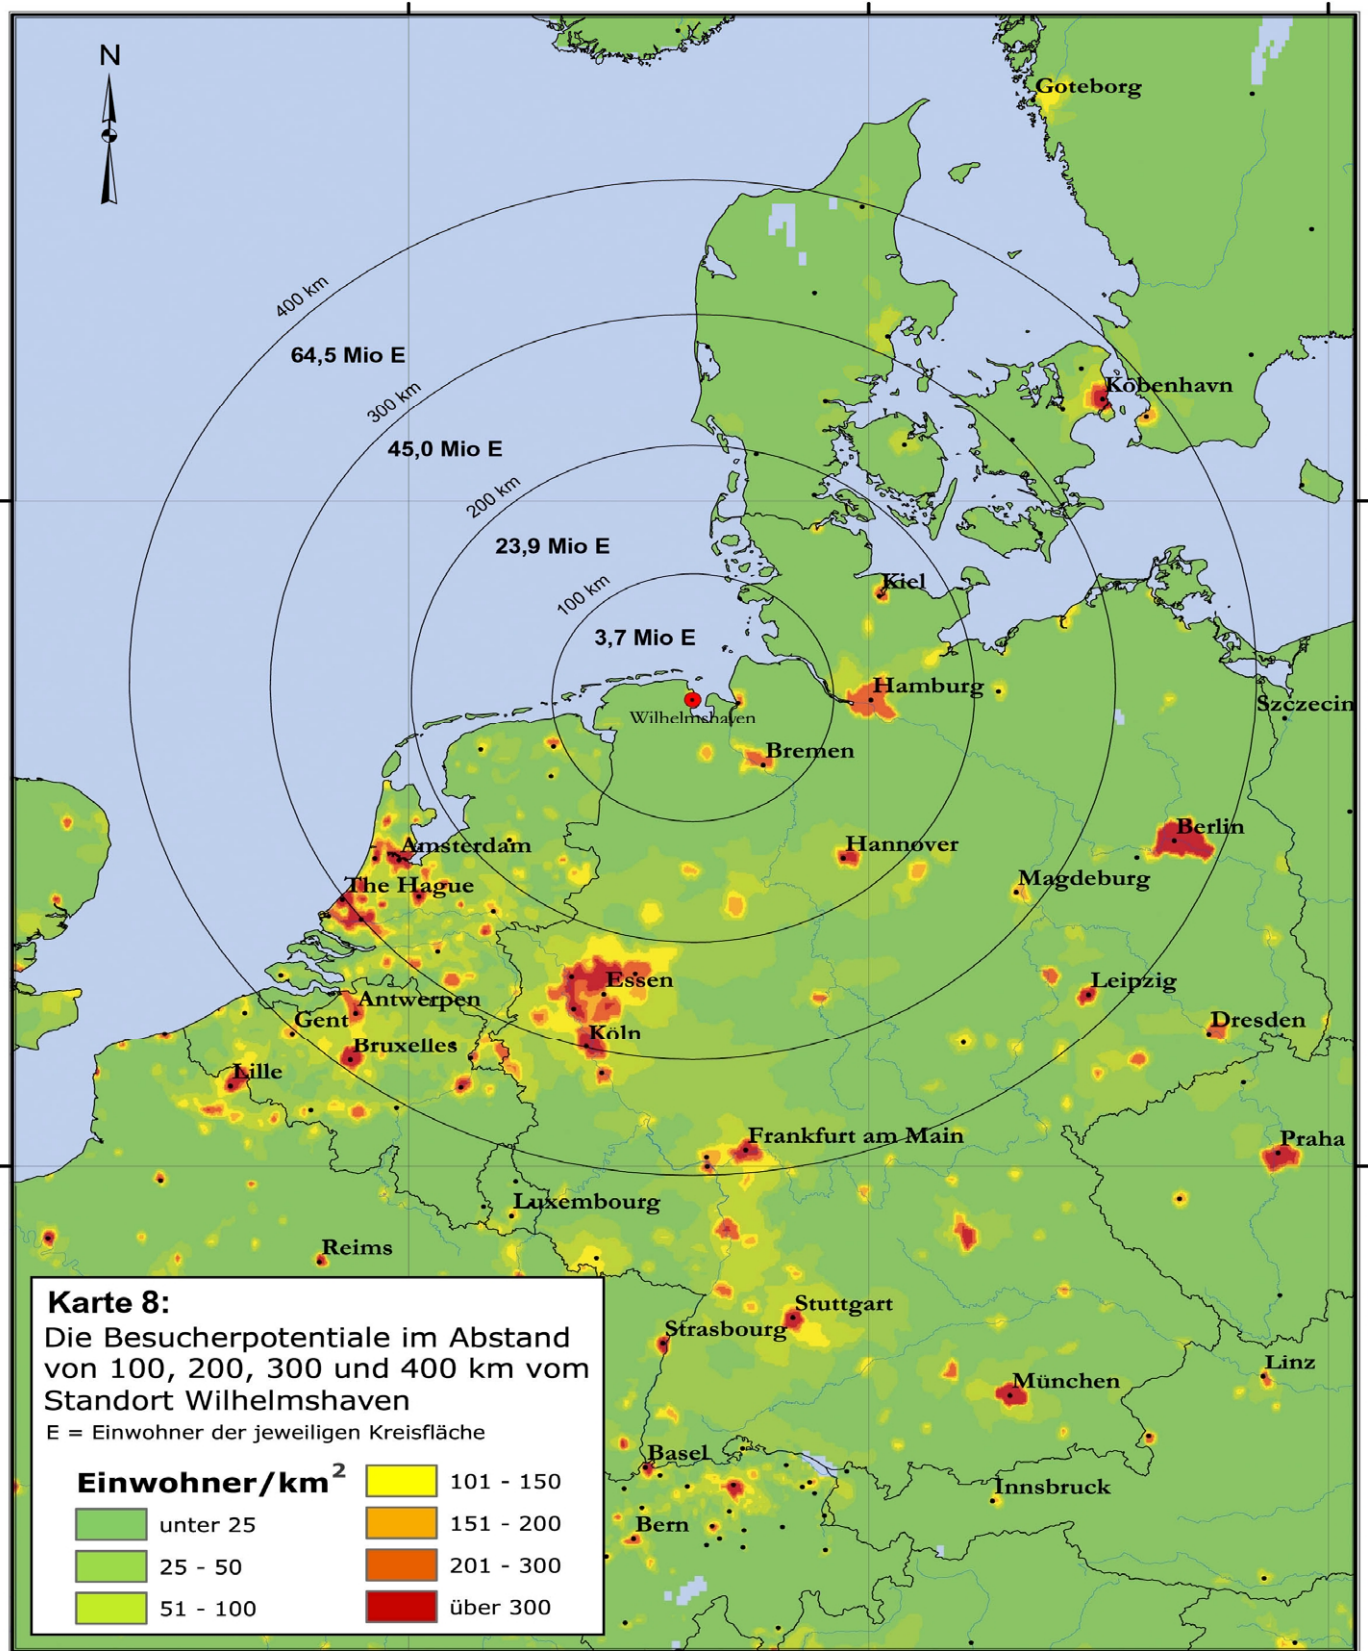 N
Goteborg
400 km
64,5 Mio E
300 km
Kobenhavn
45,0 Mio E
200 km
23,9 Mio E
100 km
Kiel
3,7 Mio E
Hamburg
Szczecin
Wilhelmshaven
Bremen
Berlin
Amsterdam
Hannover
The Hague
Magdeburg
Essen
Leipzig
Antwerpen
Gent
Dresden
Köln
Bruxelles
Lille
Frankfurt am Main
Praha
Luxembourg
Reims
Stuttgart
Strasbourg
Linz
München
Basel
Innsbruck
Bern
Karte 8:
Die Besucherpotentiale im Abstand
von 100, 200, 300 und 400 km vom
Standort Wilhelmshaven
E = Einwohner der jeweiligen Kreisfläche
Einwohner/km²
unter 25
25 - 50
51 - 100
101 - 150
151 - 200
201 - 300
über 300